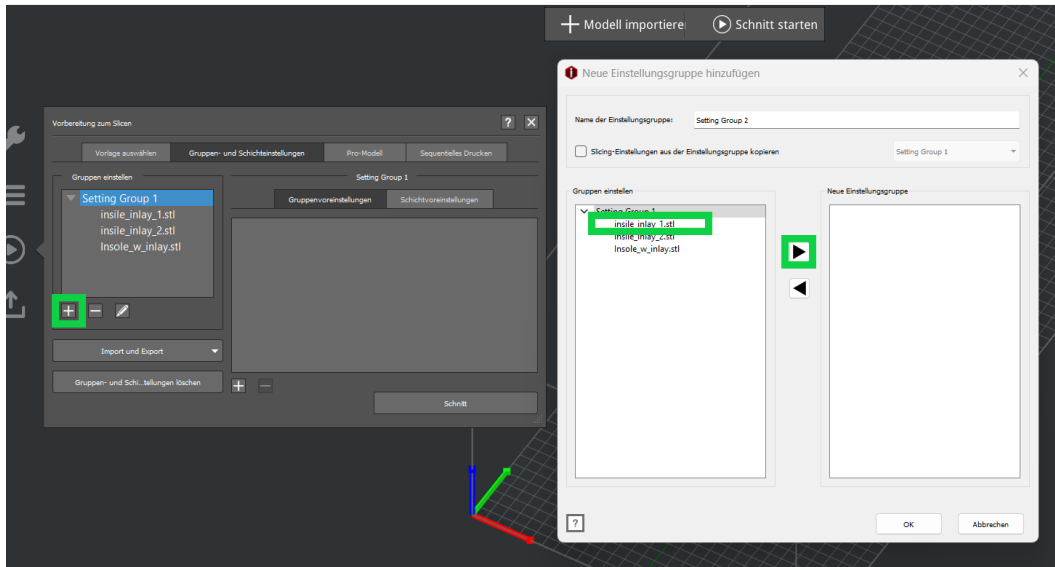 Modell importiere
Schnitt starten
Vorbereitung zum Slicen
?
Vorlage auswählen
Gruppen- und Schichteinstellungen
Pro-Modell
Sequentielles Drucken
Gruppen einstellen
Setting Group 1
insile_inlay_1.stl
insile_inlay_2.stl
Insole_w_inlay.stl
Import und Export
Gruppen- und Schi...tellungen löschen
Setting Group 1
Gruppenvoreinstellungen
Schichtvoreinstellungen
Schnitt
Neue Einstellungsgruppe hinzufügen
Name der Einstellungsgruppe:
Setting Group 2
Slicing-Einstellungen aus der Einstellungsgruppe kopieren
Setting Group 1
Gruppen einstellen
Setting Group 1
insile_inlay_1.stl
insile_inlay_2.stl
Insole_w_inlay.stl
Neue Einstellungsgruppe
?
OK
Abbrechen